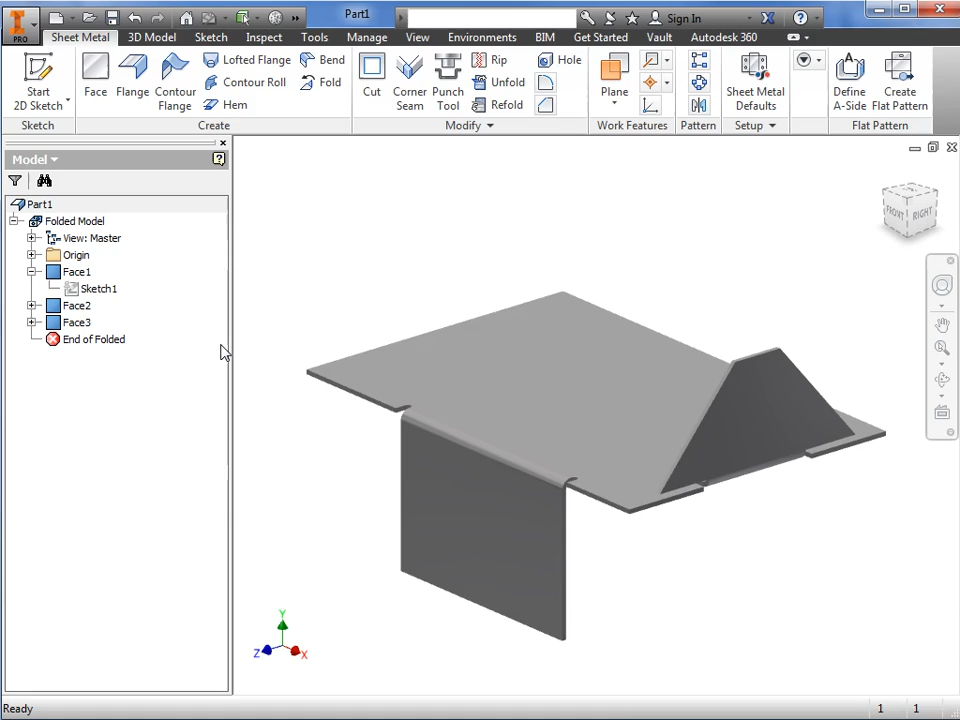 Part1
Sign In
PRO
Sheet Metal 3D Model Sketch Inspect Tools Manage View Environments BIM Get Started Vault Autodesk 360
Start
2D Sketch
Face
Flange
Contour
Flange
Lofted Flange
Contour Roll
Hem
Bend
Fold
Cut
Corner
Seam
Punch
Tool
Rip
Unfold
Refold
Hole
Plane
Sheet Metal
Defaults
Define
A-Side
Create
Flat Pattern
Sketch Create Modify Work Features Pattern Setup Flat Pattern
Model
Part1
Folded Model
View: Master
Origin
Face1
Sketch1
Face2
Face3
End of Folded
FRONT RIGHT
Y
Z X
Ready 1 1